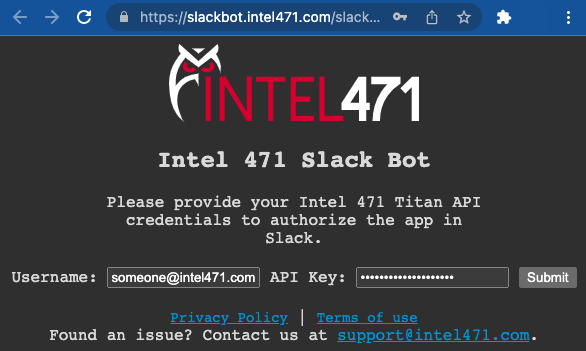 https://slackbot.intel471.com/slack...
INTEL471
Intel 471 Slack Bot
Please provide your Intel 471 Titan API
credentials to authorize the app in
Slack.
Username: someone@intel471.com API Key: •••••••••••••••••••• Submit
Privacy Policy | Terms of use
Found an issue? Contact us at support@intel471.com.